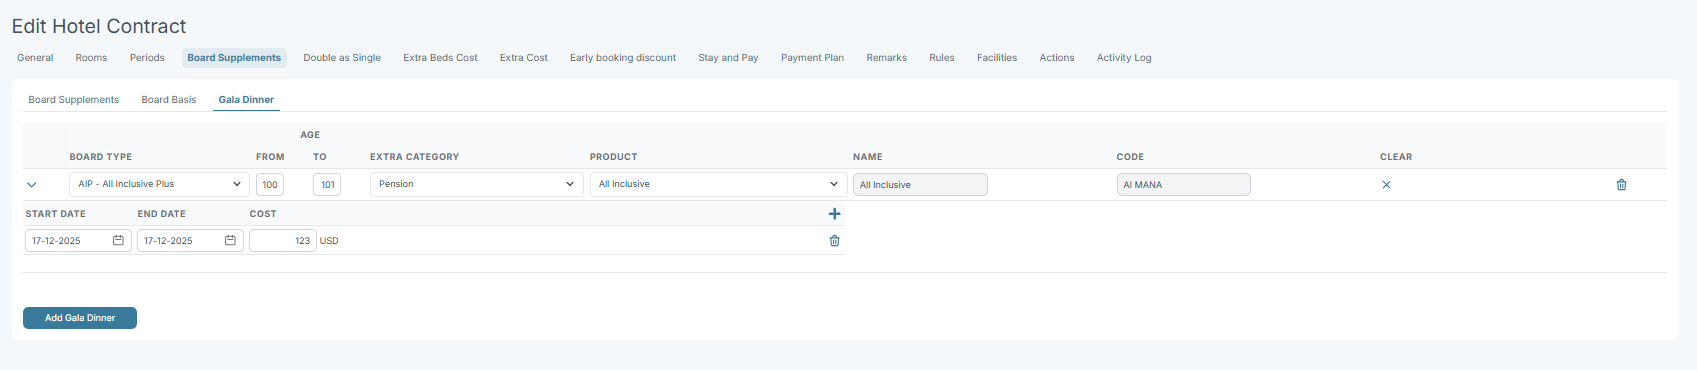 Edit Hotel Contract
General Rooms Periods Board Supplements Double as Single Extra Beds Cost Extra Cost Early booking discount Stay and Pay Payment Plan Remarks Rules Facilities Actions Activity Log
Board Supplements Board Basis Gala Dinner
AGE
BOARD TYPE FROM TO EXTRA CATEGORY PRODUCT NAME CODE CLEAR
AIP - All Inclusive Plus 100 101 Pension All Inclusive All Inclusive AI MANA
START DATE END DATE COST
17-12-2025 17-12-2025 123 USD
Add Gala Dinner